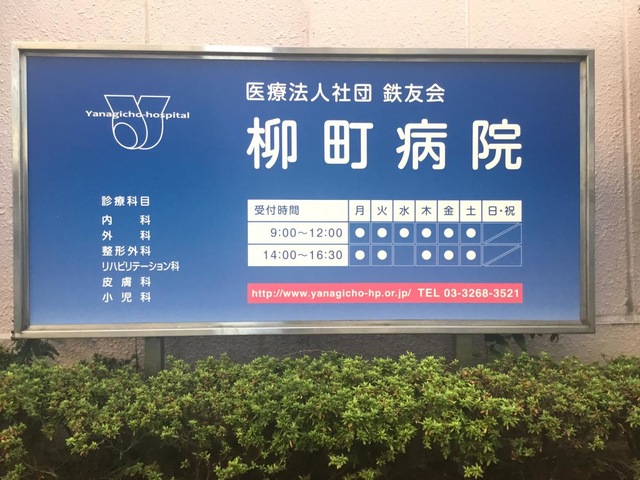 Yanagicho-hospital
医療法人社団 鉄友会
柳町病院
診療科目
内科
外科
整形外科
リハビリテーション科
皮膚科
小児科
受付時間 月 火 水 木 金 土 日・祝
9:00〜12:00 ● ● ● ● ● ● ／
14:00〜16:30 ● ● ● ● ● ／
http://www.yanagicho-hp.or.jp/ TEL 03-3268-3521